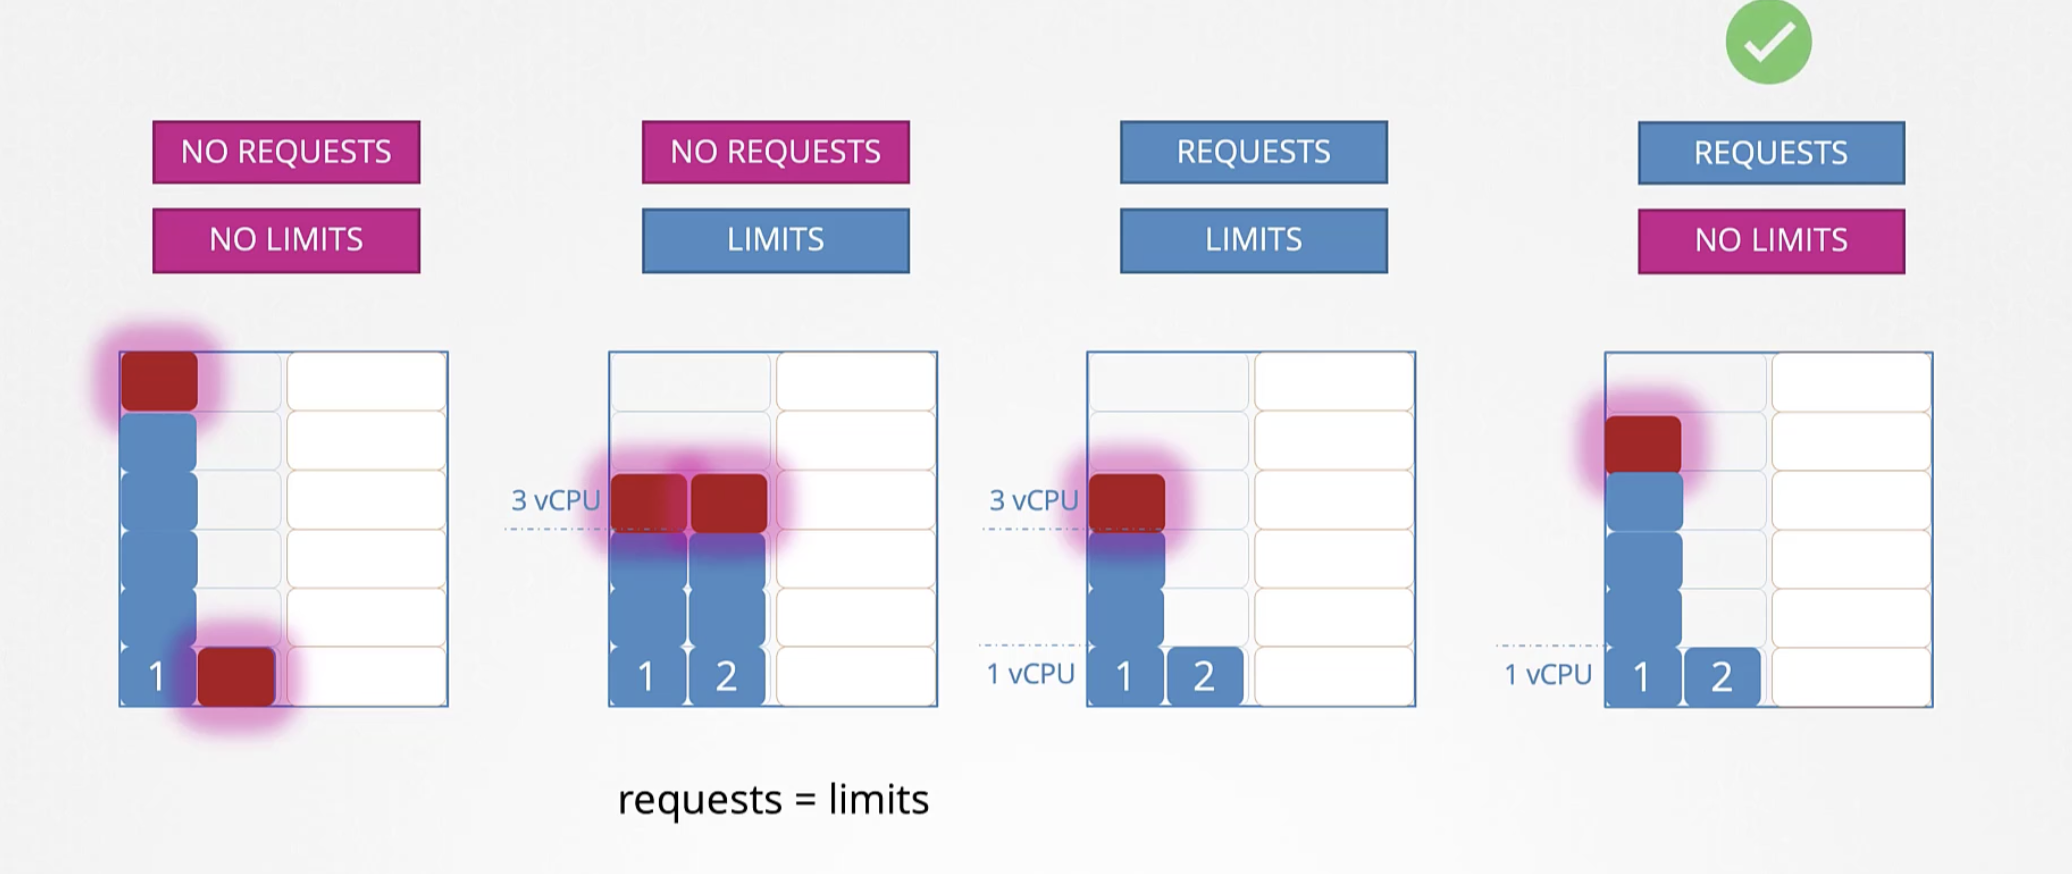 NO REQUESTS
NO LIMITS
1
NO REQUESTS
LIMITS
3 vCPU
1 2
requests = limits
REQUESTS
LIMITS
3 vCPU
1 vCPU
1 2
REQUESTS
NO LIMITS
1 vCPU
1 2